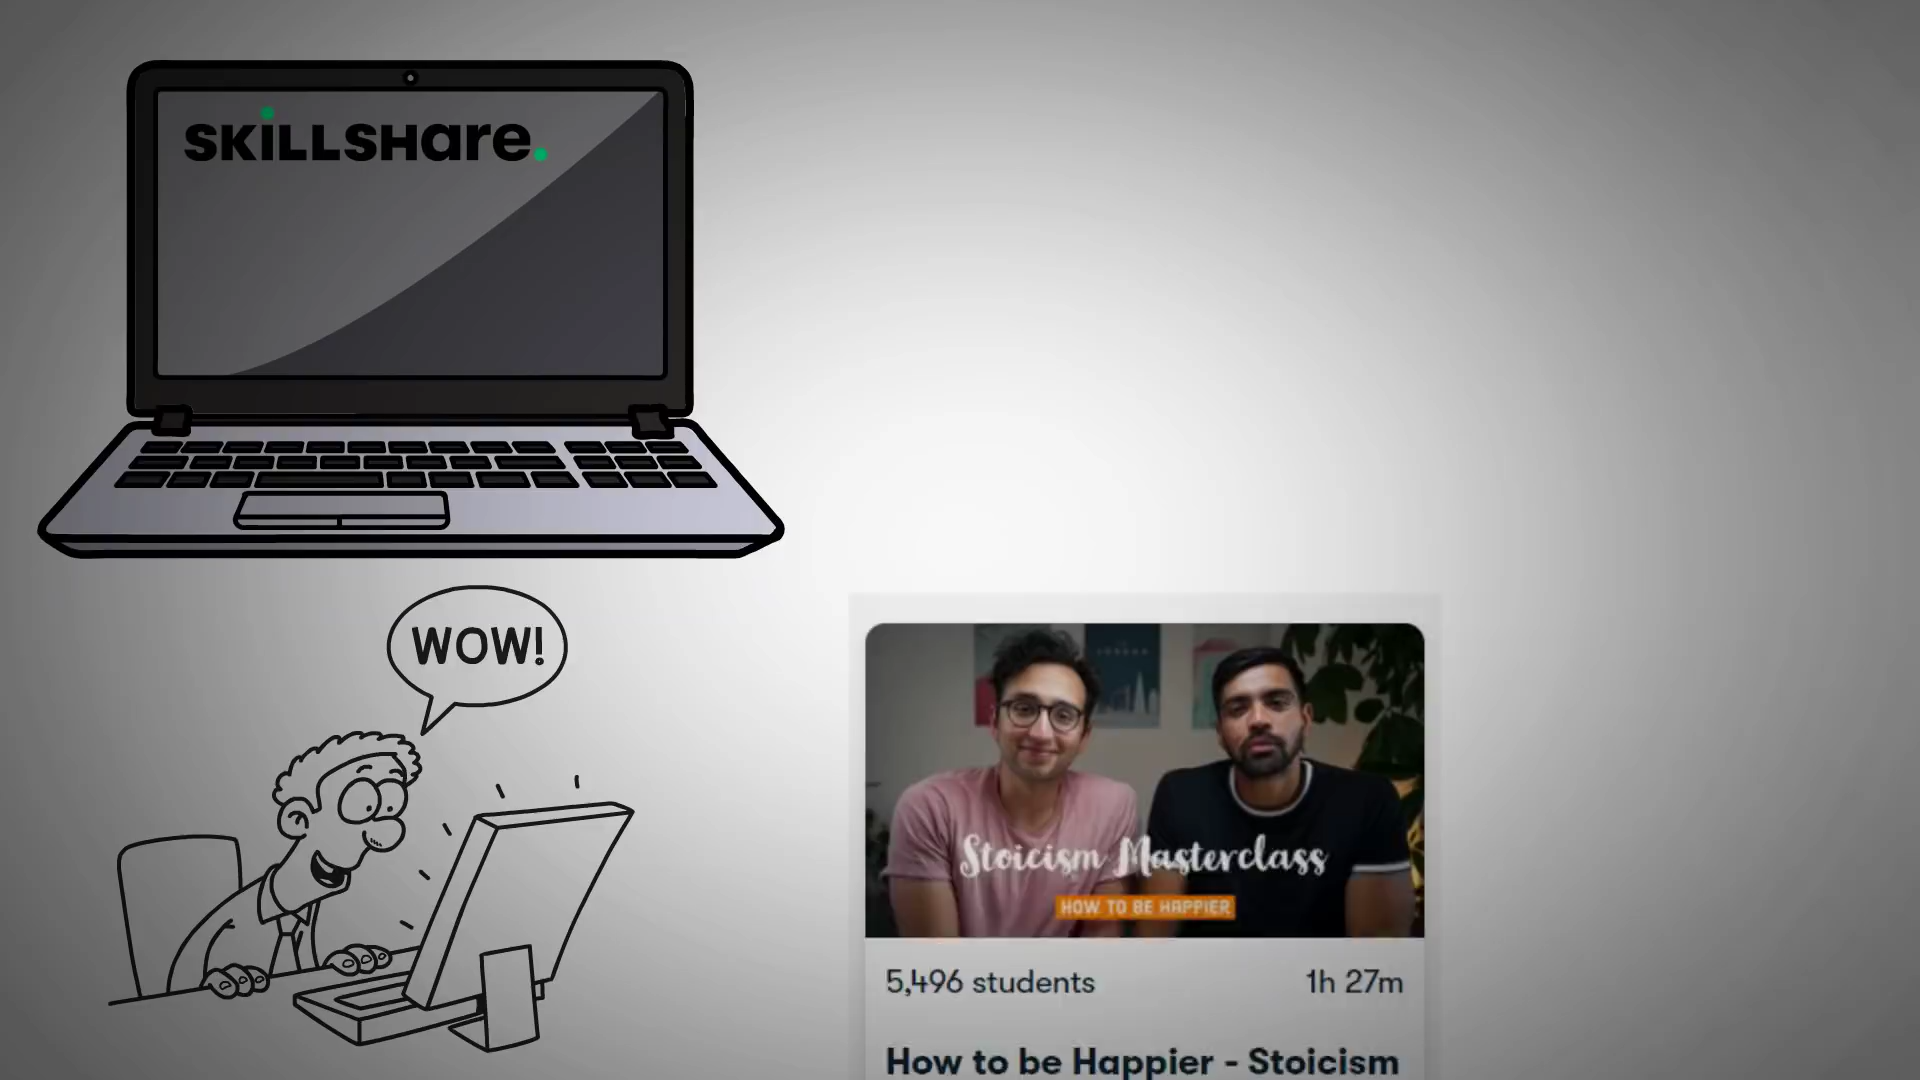 SKILLSHare.
WOW!
Stoicism Masterclass
HOW TO BE HAPPIER
5,496 students
1h 27m
How to be Happier - Stoicism